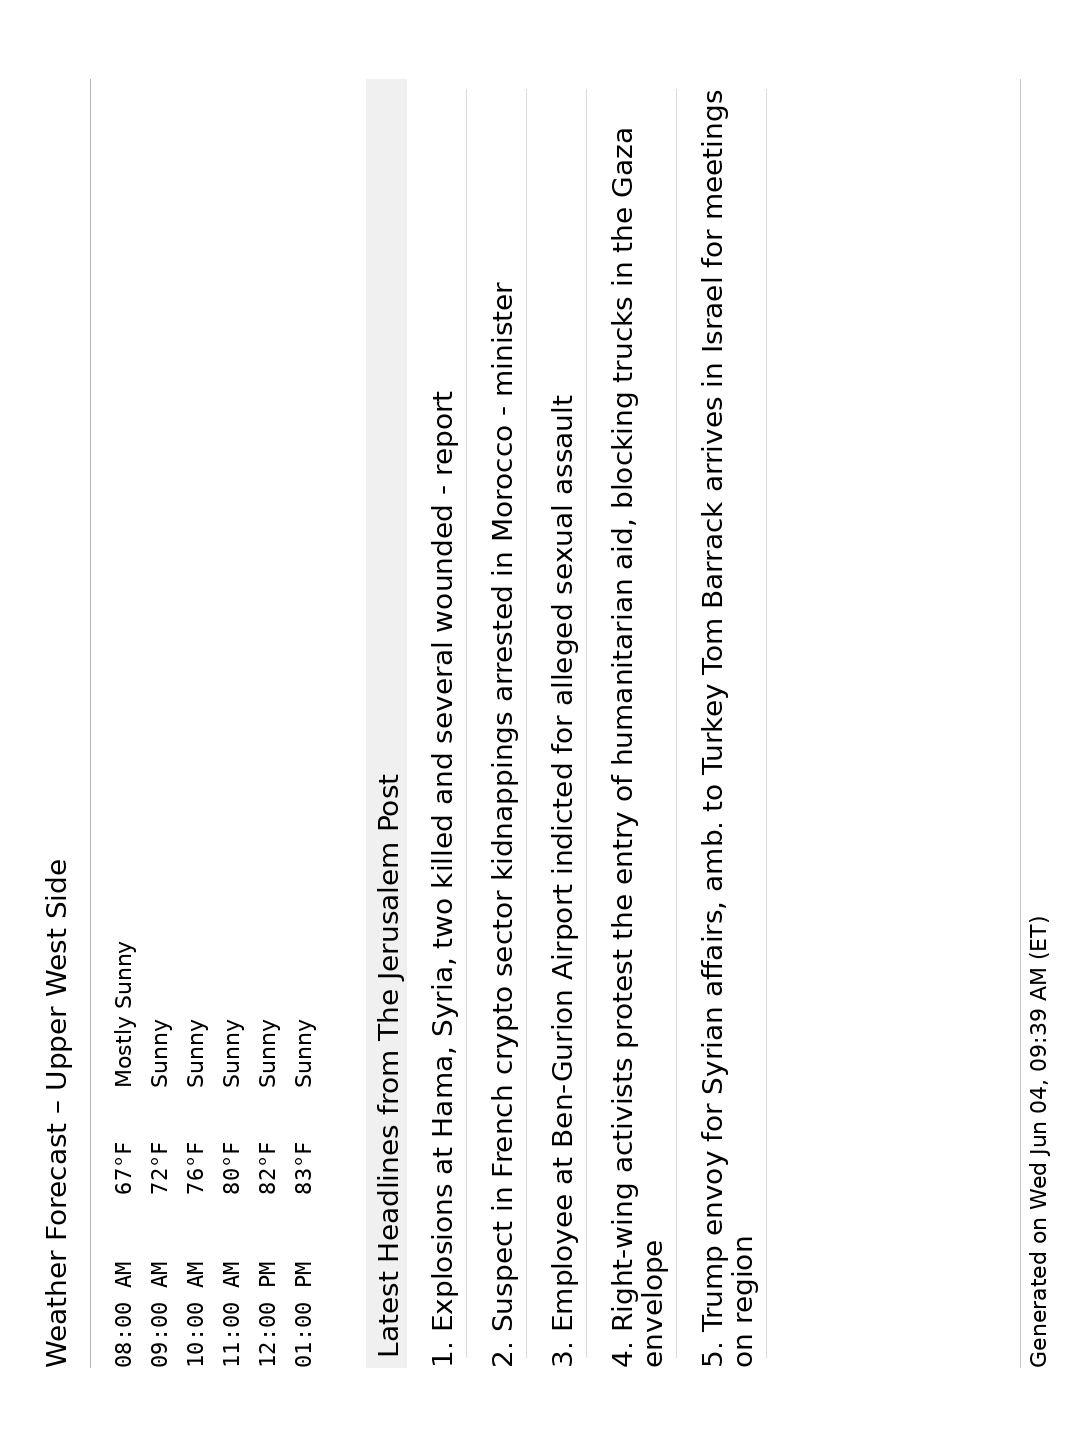 Weather Forecast – Upper West Side
08:00 AM 67°F Mostly Sunny
09:00 AM 72°F Sunny
10:00 AM 76°F Sunny
11:00 AM 80°F Sunny
12:00 PM 82°F Sunny
01:00 PM 83°F Sunny
Latest Headlines from The Jerusalem Post
1. Explosions at Hama, Syria, two killed and several wounded - report
2. Suspect in French crypto sector kidnappings arrested in Morocco - minister
3. Employee at Ben-Gurion Airport indicted for alleged sexual assault
4. Right-wing activists protest the entry of humanitarian aid, blocking trucks in the Gaza
envelope
5. Trump envoy for Syrian affairs, amb. to Turkey Tom Barrack arrives in Israel for meetings
on region
Generated on Wed Jun 04, 09:39 AM (ET)